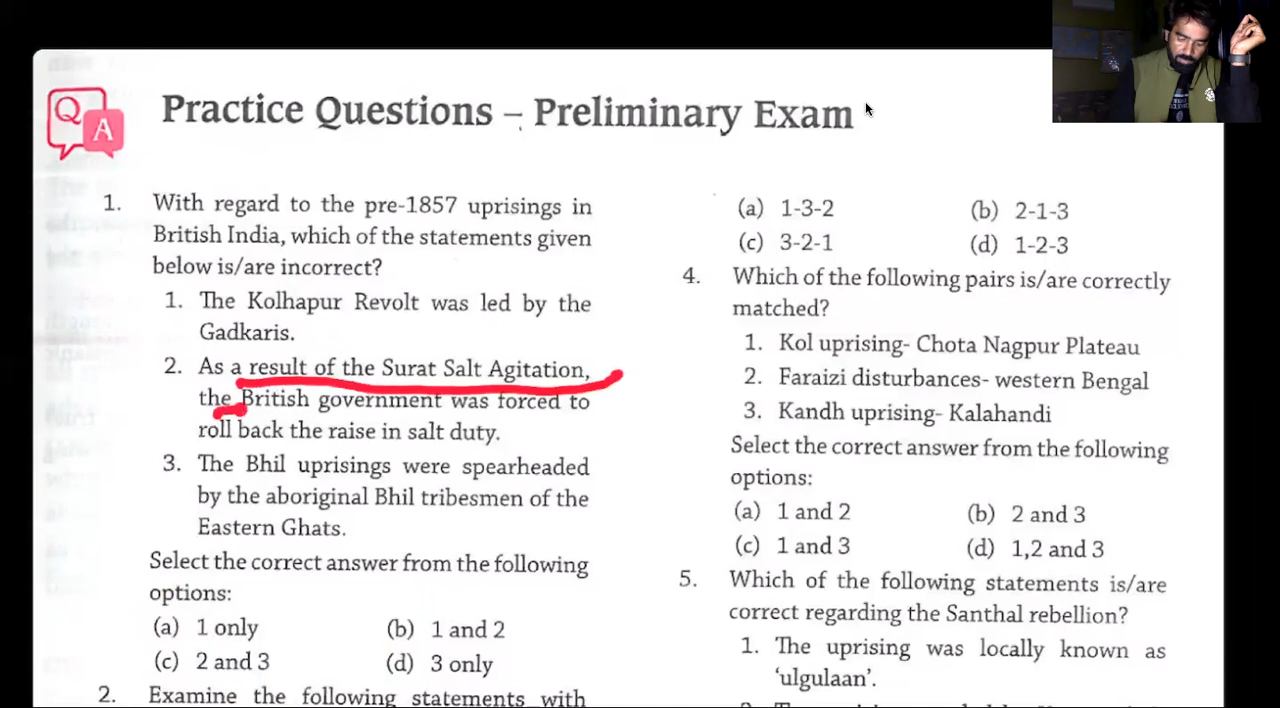 Q
A
Practice Questions – Preliminary Exam
1. With regard to the pre-1857 uprisings in
British India, which of the statements given
below is/are incorrect?
1. The Kolhapur Revolt was led by the
Gadkaris.
2. As a result of the Surat Salt Agitation,
the British government was forced to
roll back the raise in salt duty.
3. The Bhil uprisings were spearheaded
by the aboriginal Bhil tribesmen of the
Eastern Ghats.
Select the correct answer from the following
options:
(a) 1 only (b) 1 and 2
(c) 2 and 3 (d) 3 only
2. Examine the following statements with
(a) 1-3-2 (b) 2-1-3
(c) 3-2-1 (d) 1-2-3
4. Which of the following pairs is/are correctly
matched?
1. Kol uprising- Chota Nagpur Plateau
2. Faraizi disturbances- western Bengal
3. Kandh uprising- Kalahandi
Select the correct answer from the following
options:
(a) 1 and 2 (b) 2 and 3
(c) 1 and 3 (d) 1,2 and 3
5. Which of the following statements is/are
correct regarding the Santhal rebellion?
1. The uprising was locally known as
'ulgulaan'.